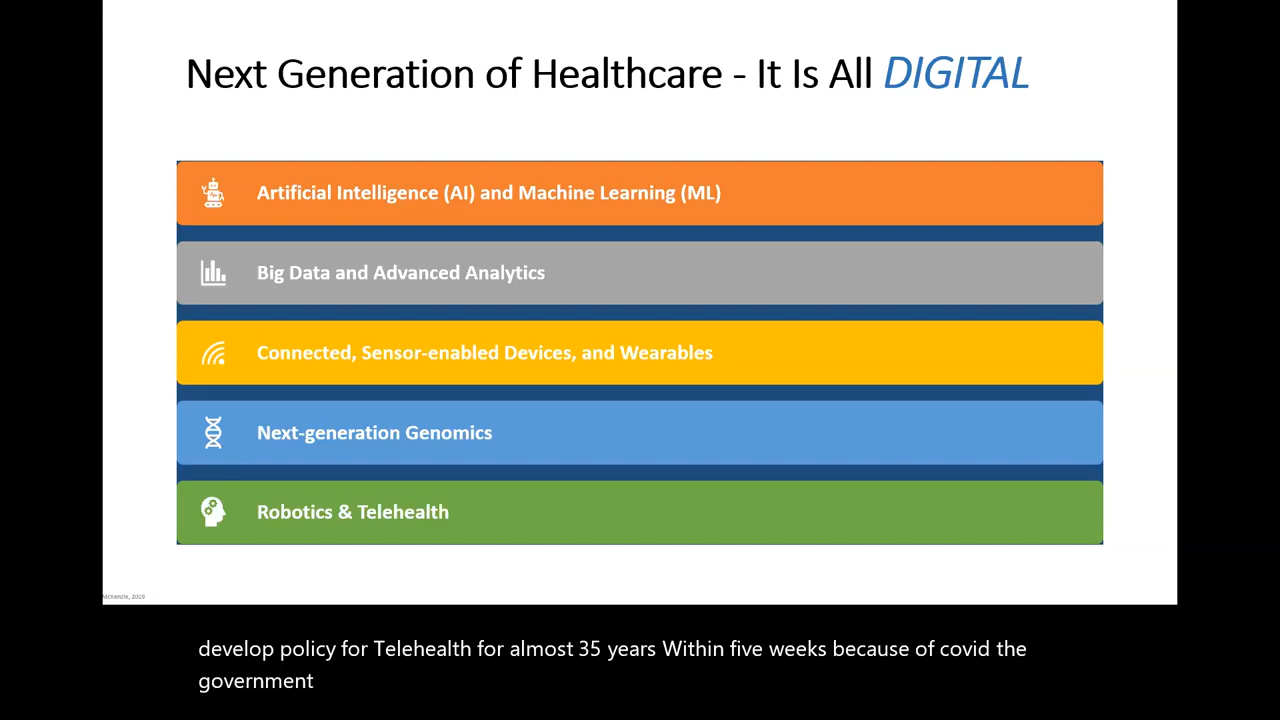 Next Generation of Healthcare - It Is All DIGITAL
Artificial Intelligence (AI) and Machine Learning (ML)
Big Data and Advanced Analytics
Connected, Sensor-enabled Devices, and Wearables
Next-generation Genomics
Robotics & Telehealth
McKenzie, 2019
develop policy for Telehealth for almost 35 years Within five weeks because of covid the
government